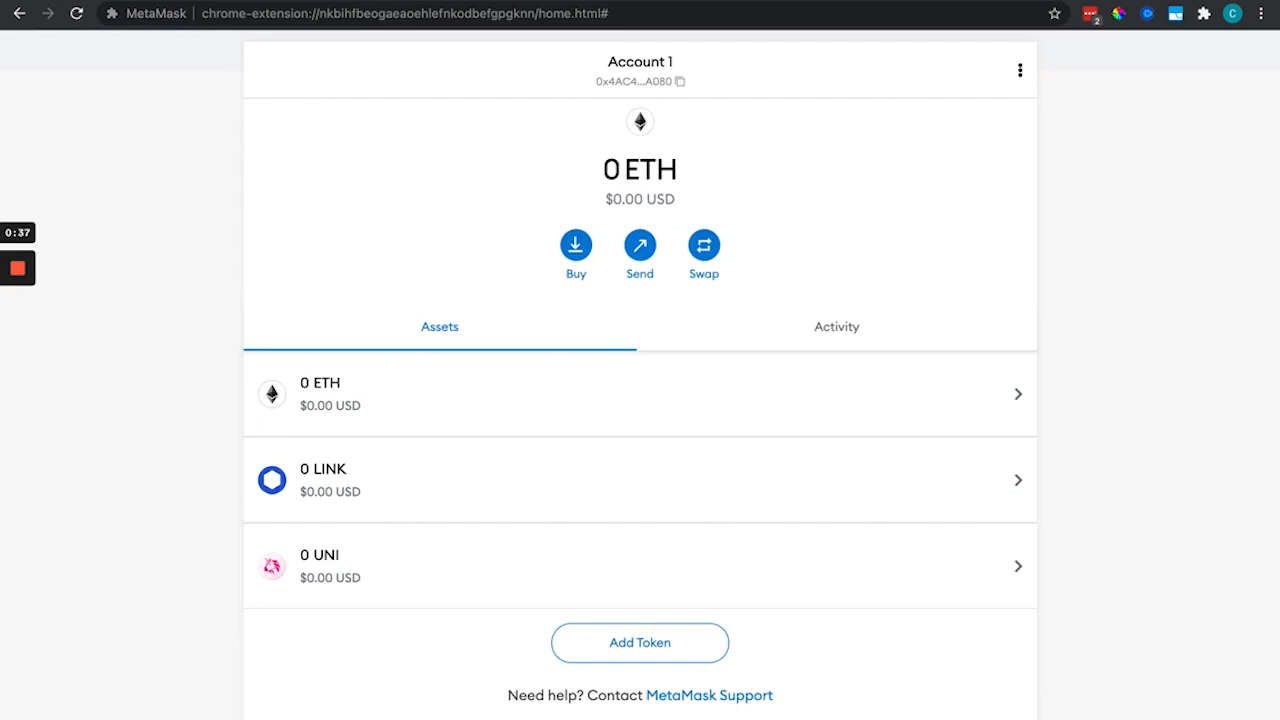 MetaMask
chrome-extension://nkbihfbeogaeaoehlefnkodbefgpgknn/home.html#
2
C
Account 1
0x4AC4...A080
0 ETH
$0.00 USD
0:37
Buy
Send
Swap
Assets
Activity
0 ETH
$0.00 USD
0 LINK
$0.00 USD
0 UNI
$0.00 USD
Add Token
Need help? Contact MetaMask Support